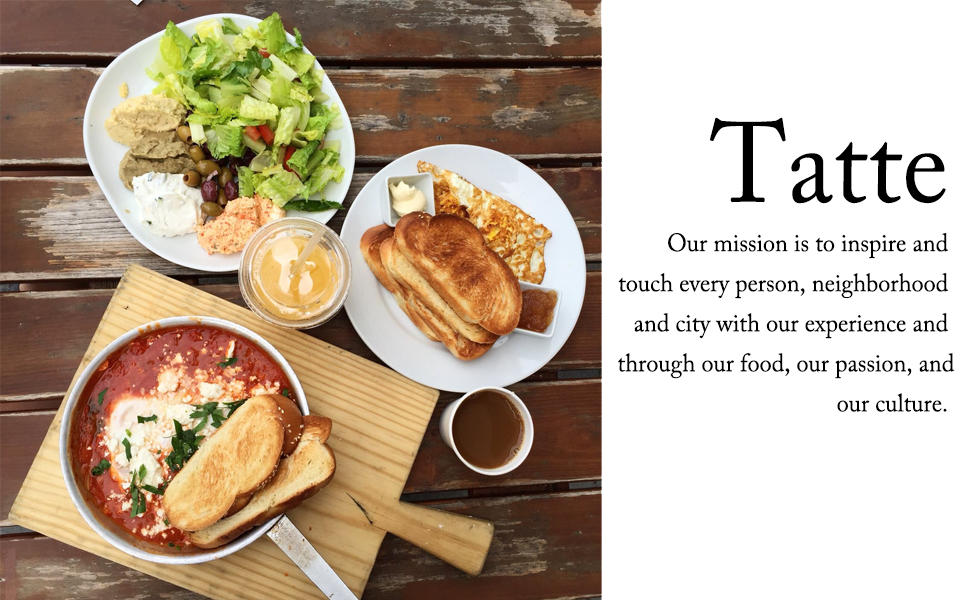 Tatte
Our mission is to inspire and
touch every person, neighborhood
and city with our experience and
through our food, our passion, and
our culture.